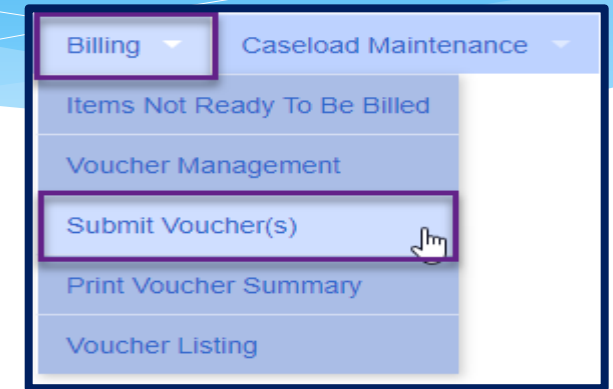 Billing Caseload Maintenance
Items Not Ready To Be Billed
Voucher Management
Submit Voucher(s)
Print Voucher Summary
Voucher Listing